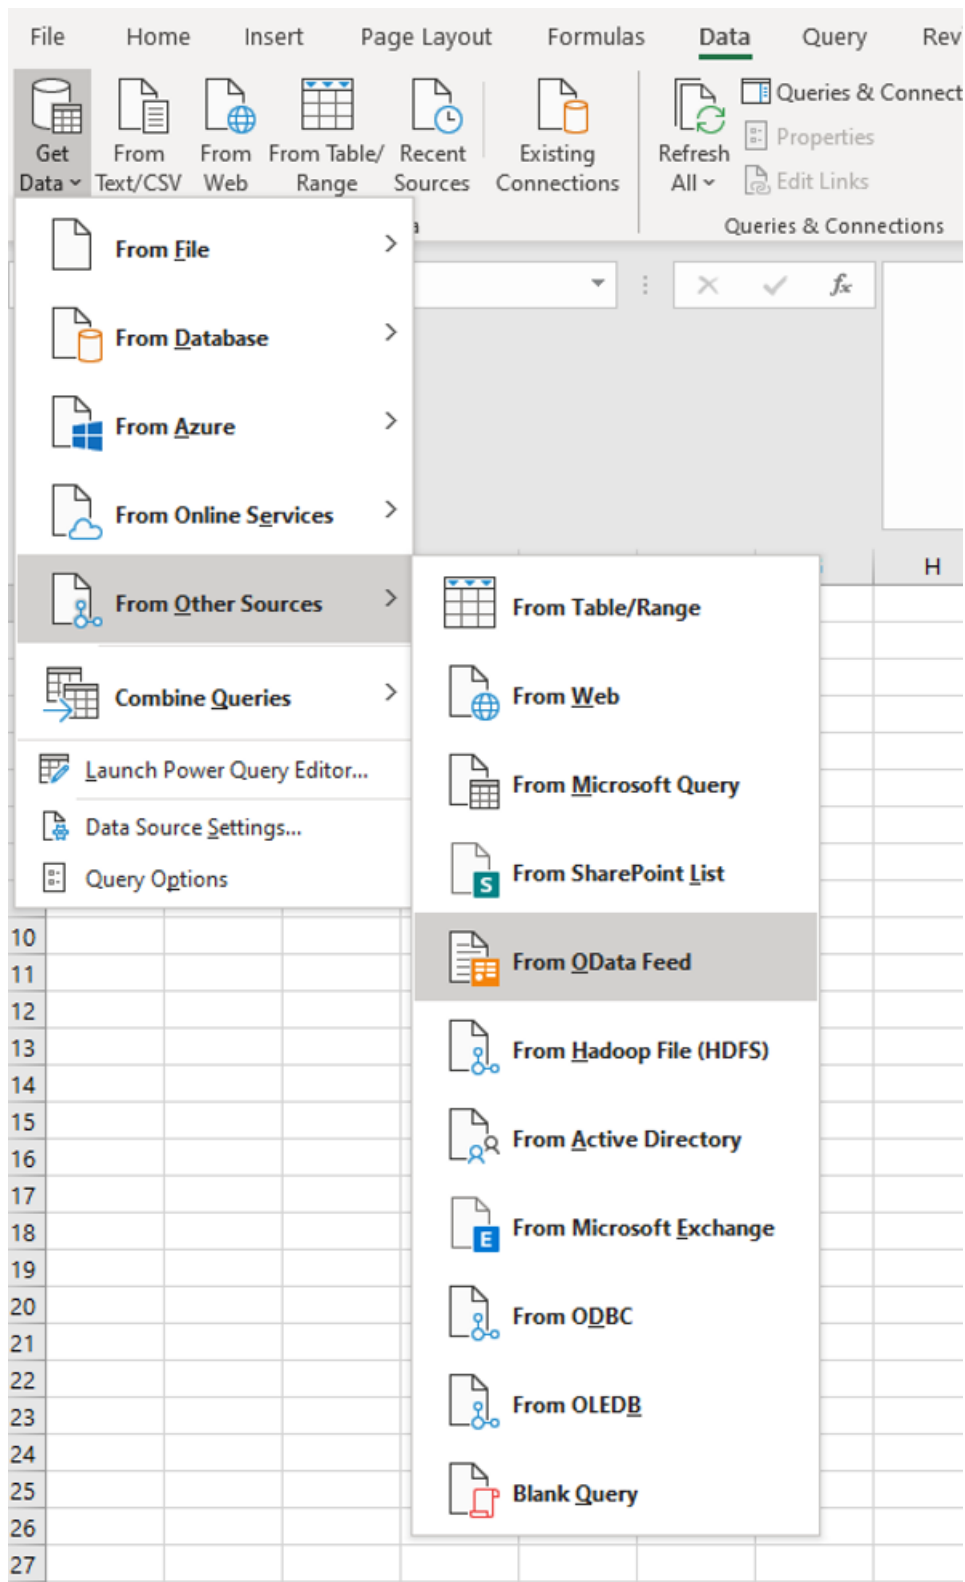 File Home Insert Page Layout Formulas Data Query Rev
Get Data From Text/CSV From Web From Table/ Range Recent Sources Existing Connections Refresh All
Queries & Connect
Properties
Edit Links
Queries & Connections
From File
From Database
From Azure
From Online Services
From Other Sources
Combine Queries
Launch Power Query Editor...
Data Source Settings...
Query Options
fx
H
From Table/Range
From Web
From Microsoft Query
From SharePoint List
S
From OData Feed
From Hadoop File (HDFS)
From Active Directory
From Microsoft Exchange
E
From ODBC
From OLEDB
Blank Query
10
11
12
13
14
15
16
17
18
19
20
21
22
23
24
25
26
27